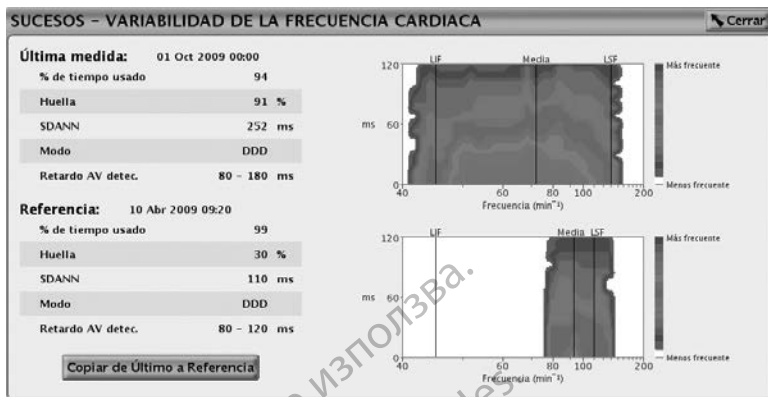 SUCESOS - VARIABILIDAD DE LA FRECUENCIA CARDIACA
Cerrar
Última medida: 01 Oct 2009 00:00
% de tiempo usado 94
Huella 91 %
SDANN 252 ms
Modo DDD
Retardo AV detec. 80 - 180 ms
Referencia: 10 Abr 2009 09:20
% de tiempo usado 99
Huella 30 %
SDANN 110 ms
Modo DDD
Retardo AV detec. 80 - 120 ms
Copiar de Último a Referencia
LIF Media LSF
120
ms 60
0
40 60 80 100 200
Frecuencia (min⁻¹)
Más frecuente
Menos frecuente
LIF Media LSF
120
ms 60
0
40 60 80 100 200
Frecuencia (min⁻¹)
Más frecuente
Menos frecuente